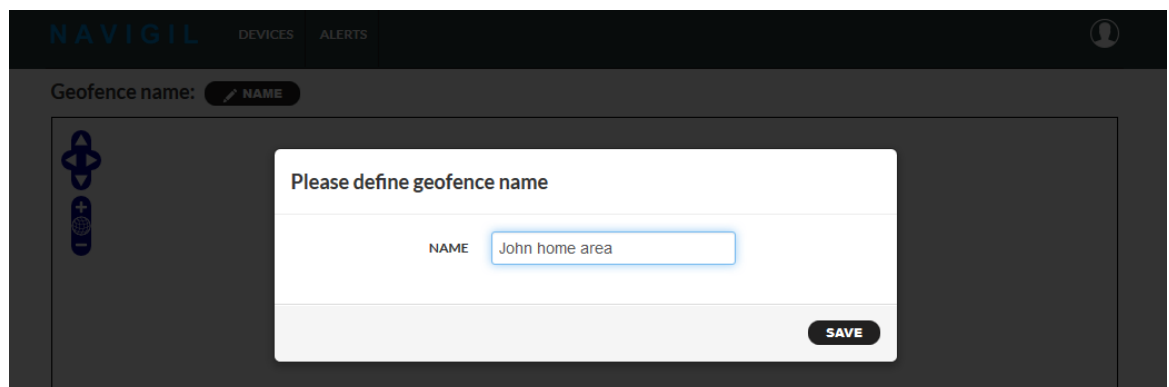 NAVIGIL DEVICES ALERTS
Geofence name: NAME
Please define geofence name
NAME John home area
SAVE